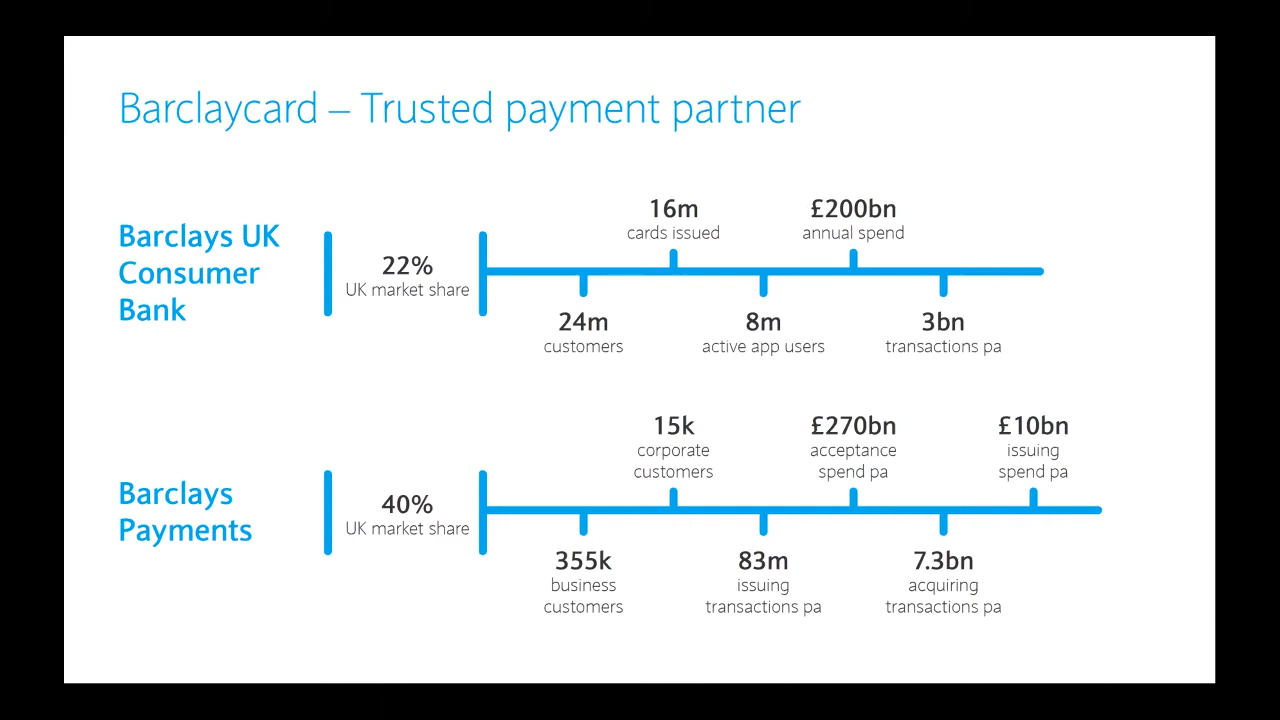 Barclaycard – Trusted payment partner
Barclays UK
Consumer
Bank
22%
UK market share
24m
customers
16m
cards issued
8m
active app users
£200bn
annual spend
3bn
transactions pa
Barclays
Payments
40%
UK market share
355k
business
customers
15k
corporate
customers
83m
issuing
transactions pa
£270bn
acceptance
spend pa
7.3bn
acquiring
transactions pa
£10bn
issuing
spend pa